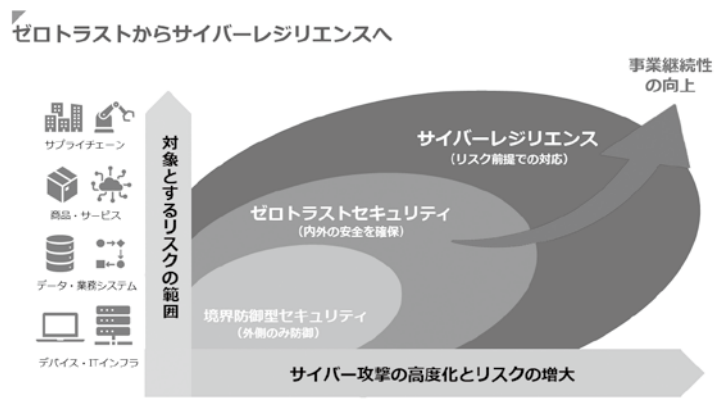 ゼロトラストからサイバーレジリエンスへ
事業継続性
の向上
サプライチェーン
商品・サービス
データ・業務システム
デバイス・ITインフラ
対象とするリスクの範囲
サイバーレジリエンス
（リスク前提での対応）
ゼロトラストセキュリティ
（内外の安全を確保）
境界防御型セキュリティ
（外側のみ防御）
サイバー攻撃の高度化とリスクの増大